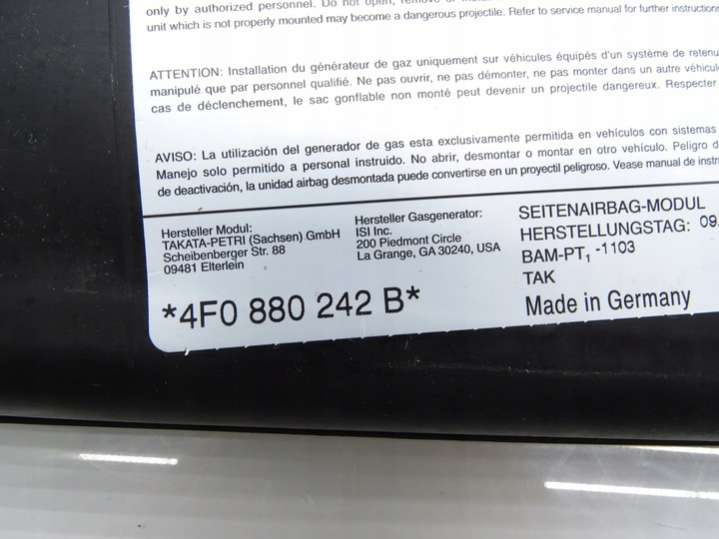 only by authorized personnel. Do not open, remove or
unit which is not properly mounted may become a dangerous projectile. Refer to service manual for further instructions
ATTENTION: Installation du générateur de gaz uniquement sur véhicules équipés d'un système de retenu
manipulé que par personnel qualifié. Ne pas ouvrir, ne pas démonter, ne pas monter dans un autre véhicule
cas de déclenchement, le sac gonflable non monté peut devenir un projectile dangereux. Respecter
AVISO: La utilización del generador de gas esta exclusivamente permitida en vehículos con sistemas
Manejo solo permitido a personal instruido. No abrir, desmontar o montar en otro vehículo. Peligro d
de deactivación, la unidad airbag desmontada puede convertirse en un proyectil peligroso. Vease manual de instr
Hersteller Modul:
TAKATA-PETRI (Sachsen) GmbH
Scheibenberger Str. 88
09481 Elterlein
Hersteller Gasgenerator:
ISI Inc.
200 Piedmont Circle
La Grange, GA 30240, USA
SEITENAIRBAG-MODUL
HERSTELLUNGSTAG: 09.
BAM-PT₁ -1103
TAK
Made in Germany
*4F0 880 242 B*